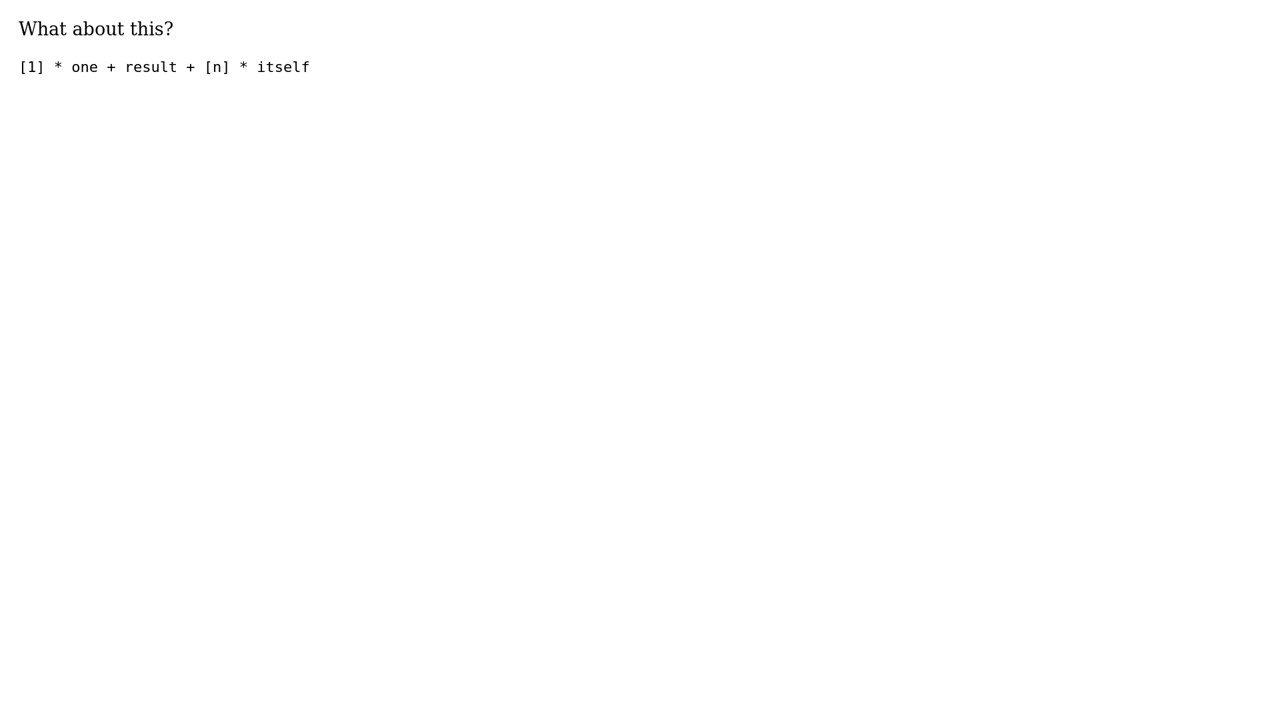 What about this?
[1] * one + result + [n] * itself